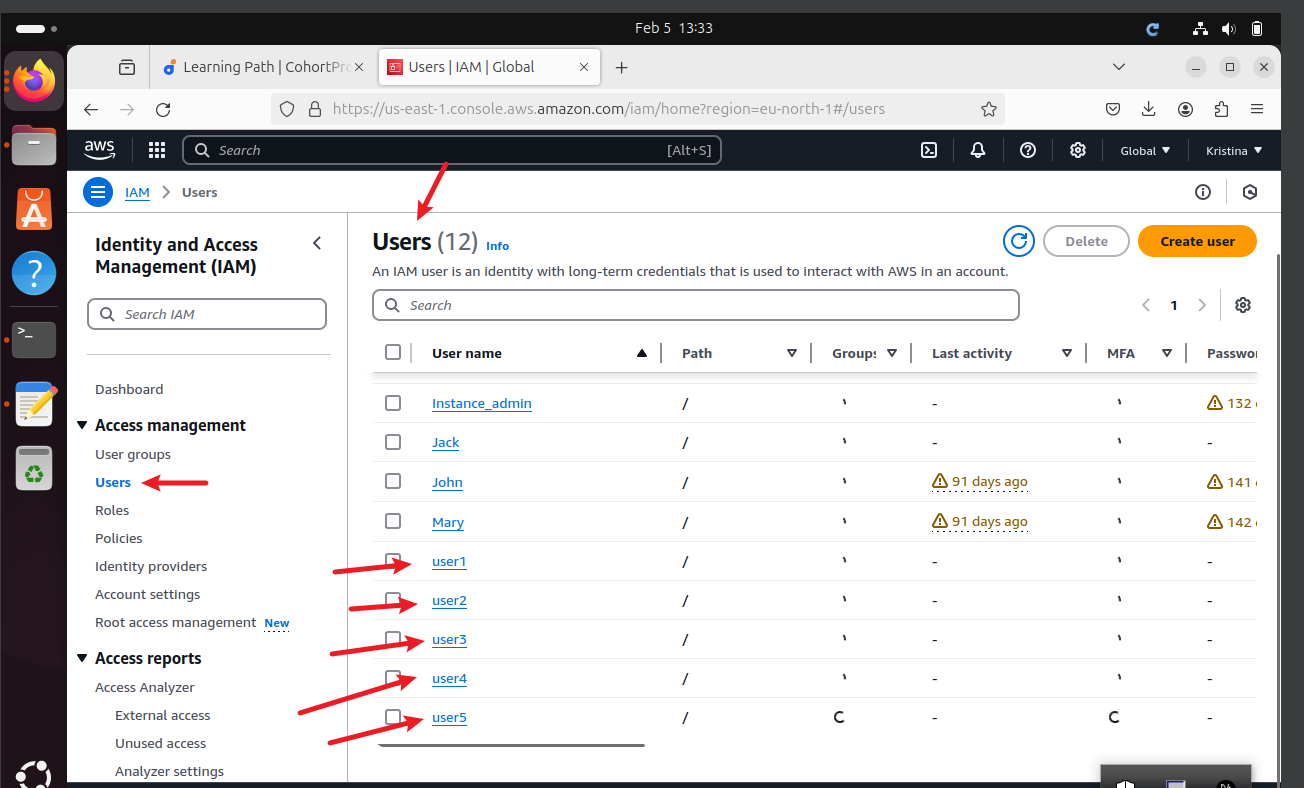 Feb 5 13:33
Learning Path | CohortPro
Users | IAM | Global
https://us-east-1.console.aws.amazon.com/iam/home?region=eu-north-1#/users
aws
Search [Alt+S]
Global
Kristina
IAM > Users
Identity and Access
Management (IAM)
Search IAM
Dashboard
Access management
User groups
Users
Roles
Policies
Identity providers
Account settings
Root access management New
Access reports
Access Analyzer
External access
Unused access
Analyzer settings
Users (12) Info
Delete
Create user
An IAM user is an identity with long-term credentials that is used to interact with AWS in an account.
Search
1
User name Path Groups Last activity MFA Passwor
Instance_admin / - 132
Jack / - -
John / 91 days ago 141
Mary / 91 days ago 142
user1 / - -
user2 / - -
user3 / - -
user4 / - -
user5 / - -